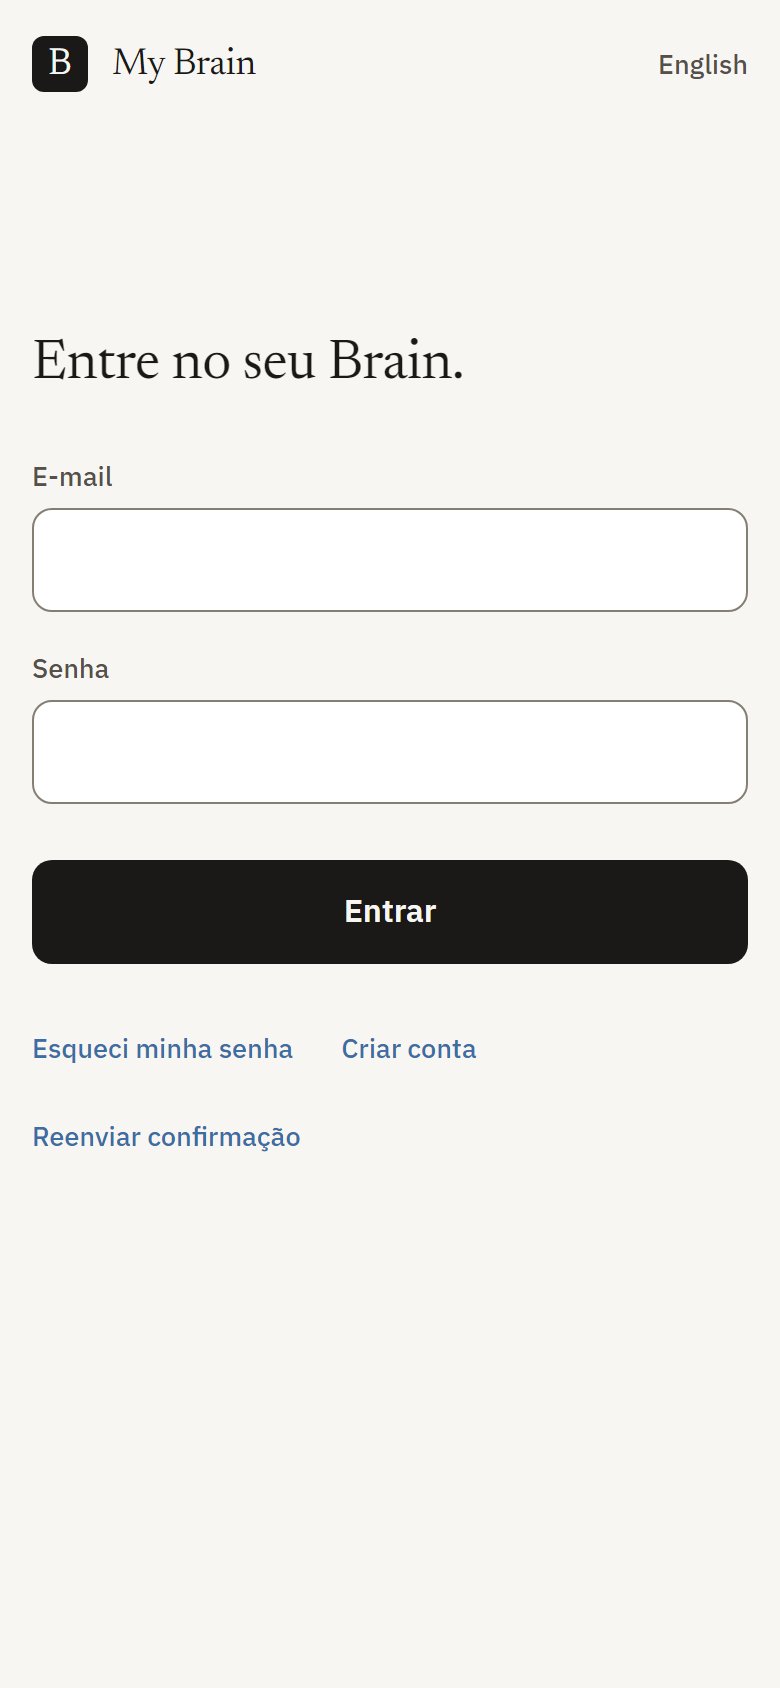 B My Brain English
Entre no seu Brain.
E-mail
Senha
Entrar
Esqueci minha senha Criar conta
Reenviar confirmação